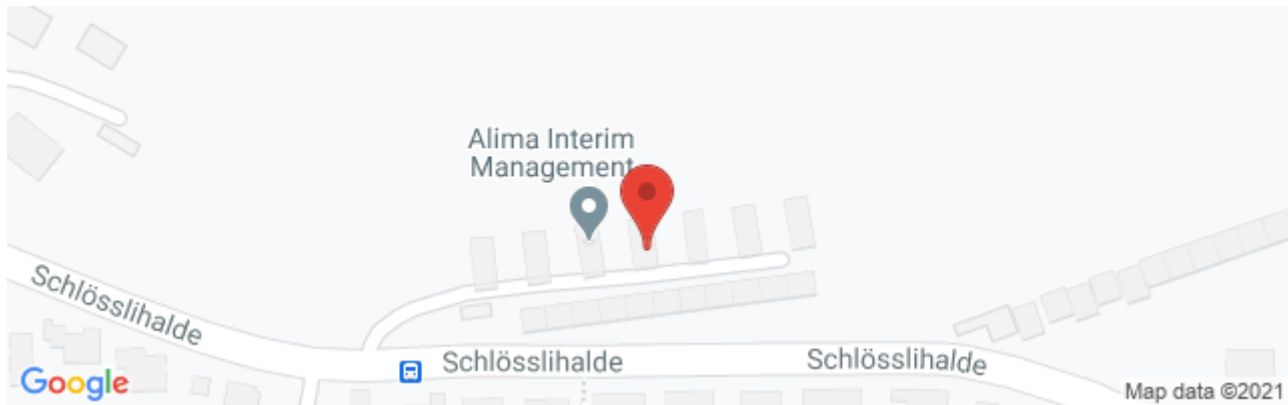 Alima Interim
Management
Schlösslihalde
Schlösslihalde
Schlösslihalde
Google
Map data ©2021